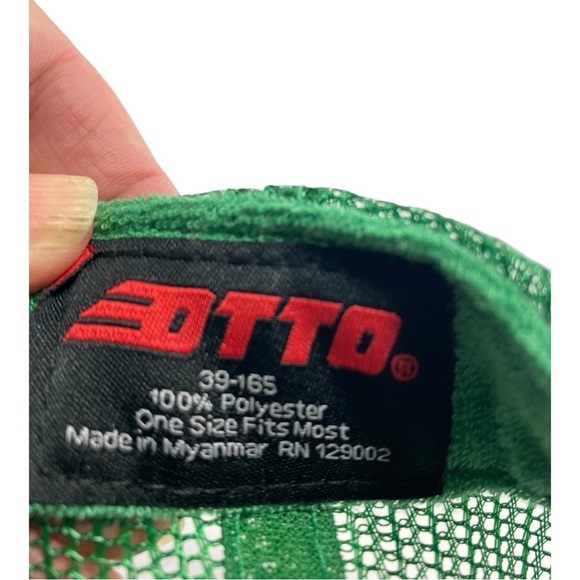 OTTO®
39-165
100% Polyester
One Size Fits Most
Made in Myanmar RN 129002